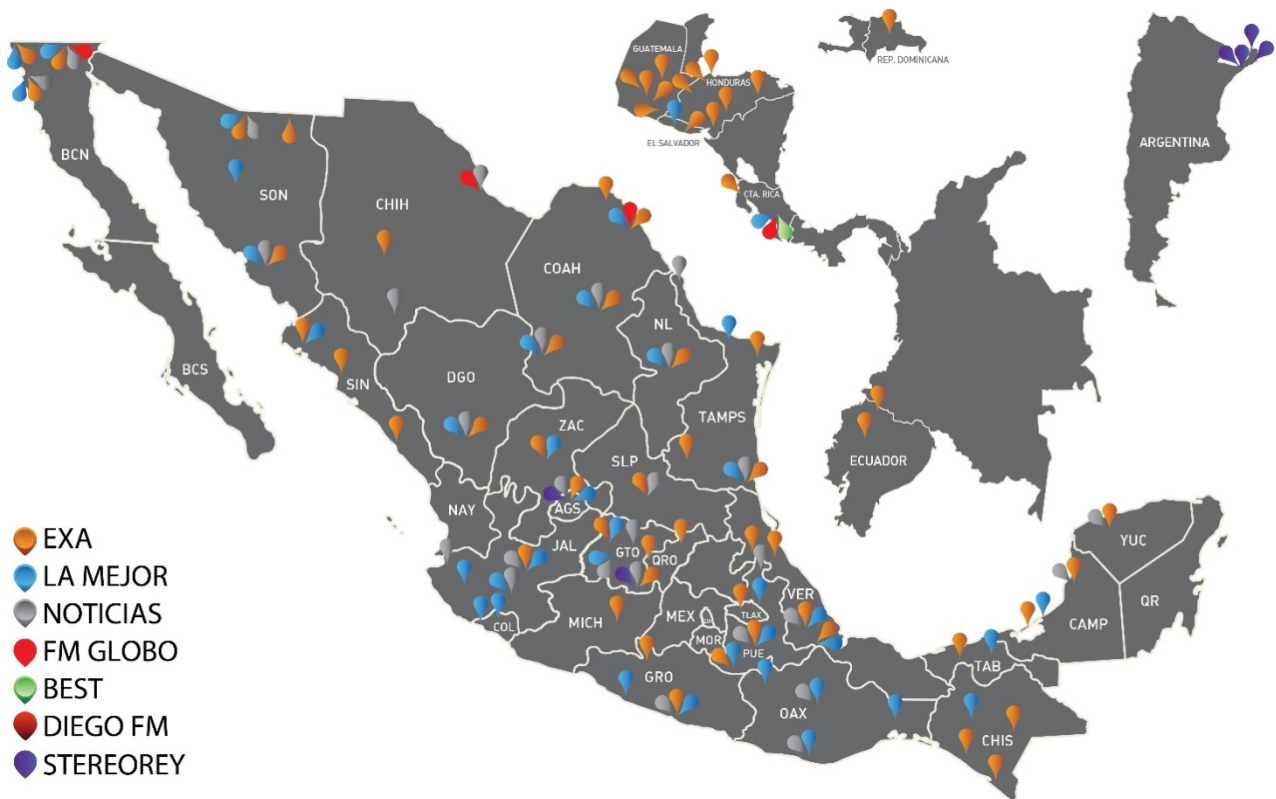 GUATEMALA
HONDURAS
EL SALVADOR
REP. DOMINICANA
CTA. RICA
ARGENTINA
ECUADOR
BCN
BCS
SON
CHIH
COAH
NL
SIN
DGO
ZAC
TAMPS
SLP
NAY
AGS
JAL
GTO
QRO
COL
MICH
MEX
TLAX
MOR
PUE
VER
GRO
OAX
TAB
CHIS
CAMP
YUC
QR
EXA
LA MEJOR
NOTICIAS
FM GLOBO
BEST
DIEGO FM
STEREOREY